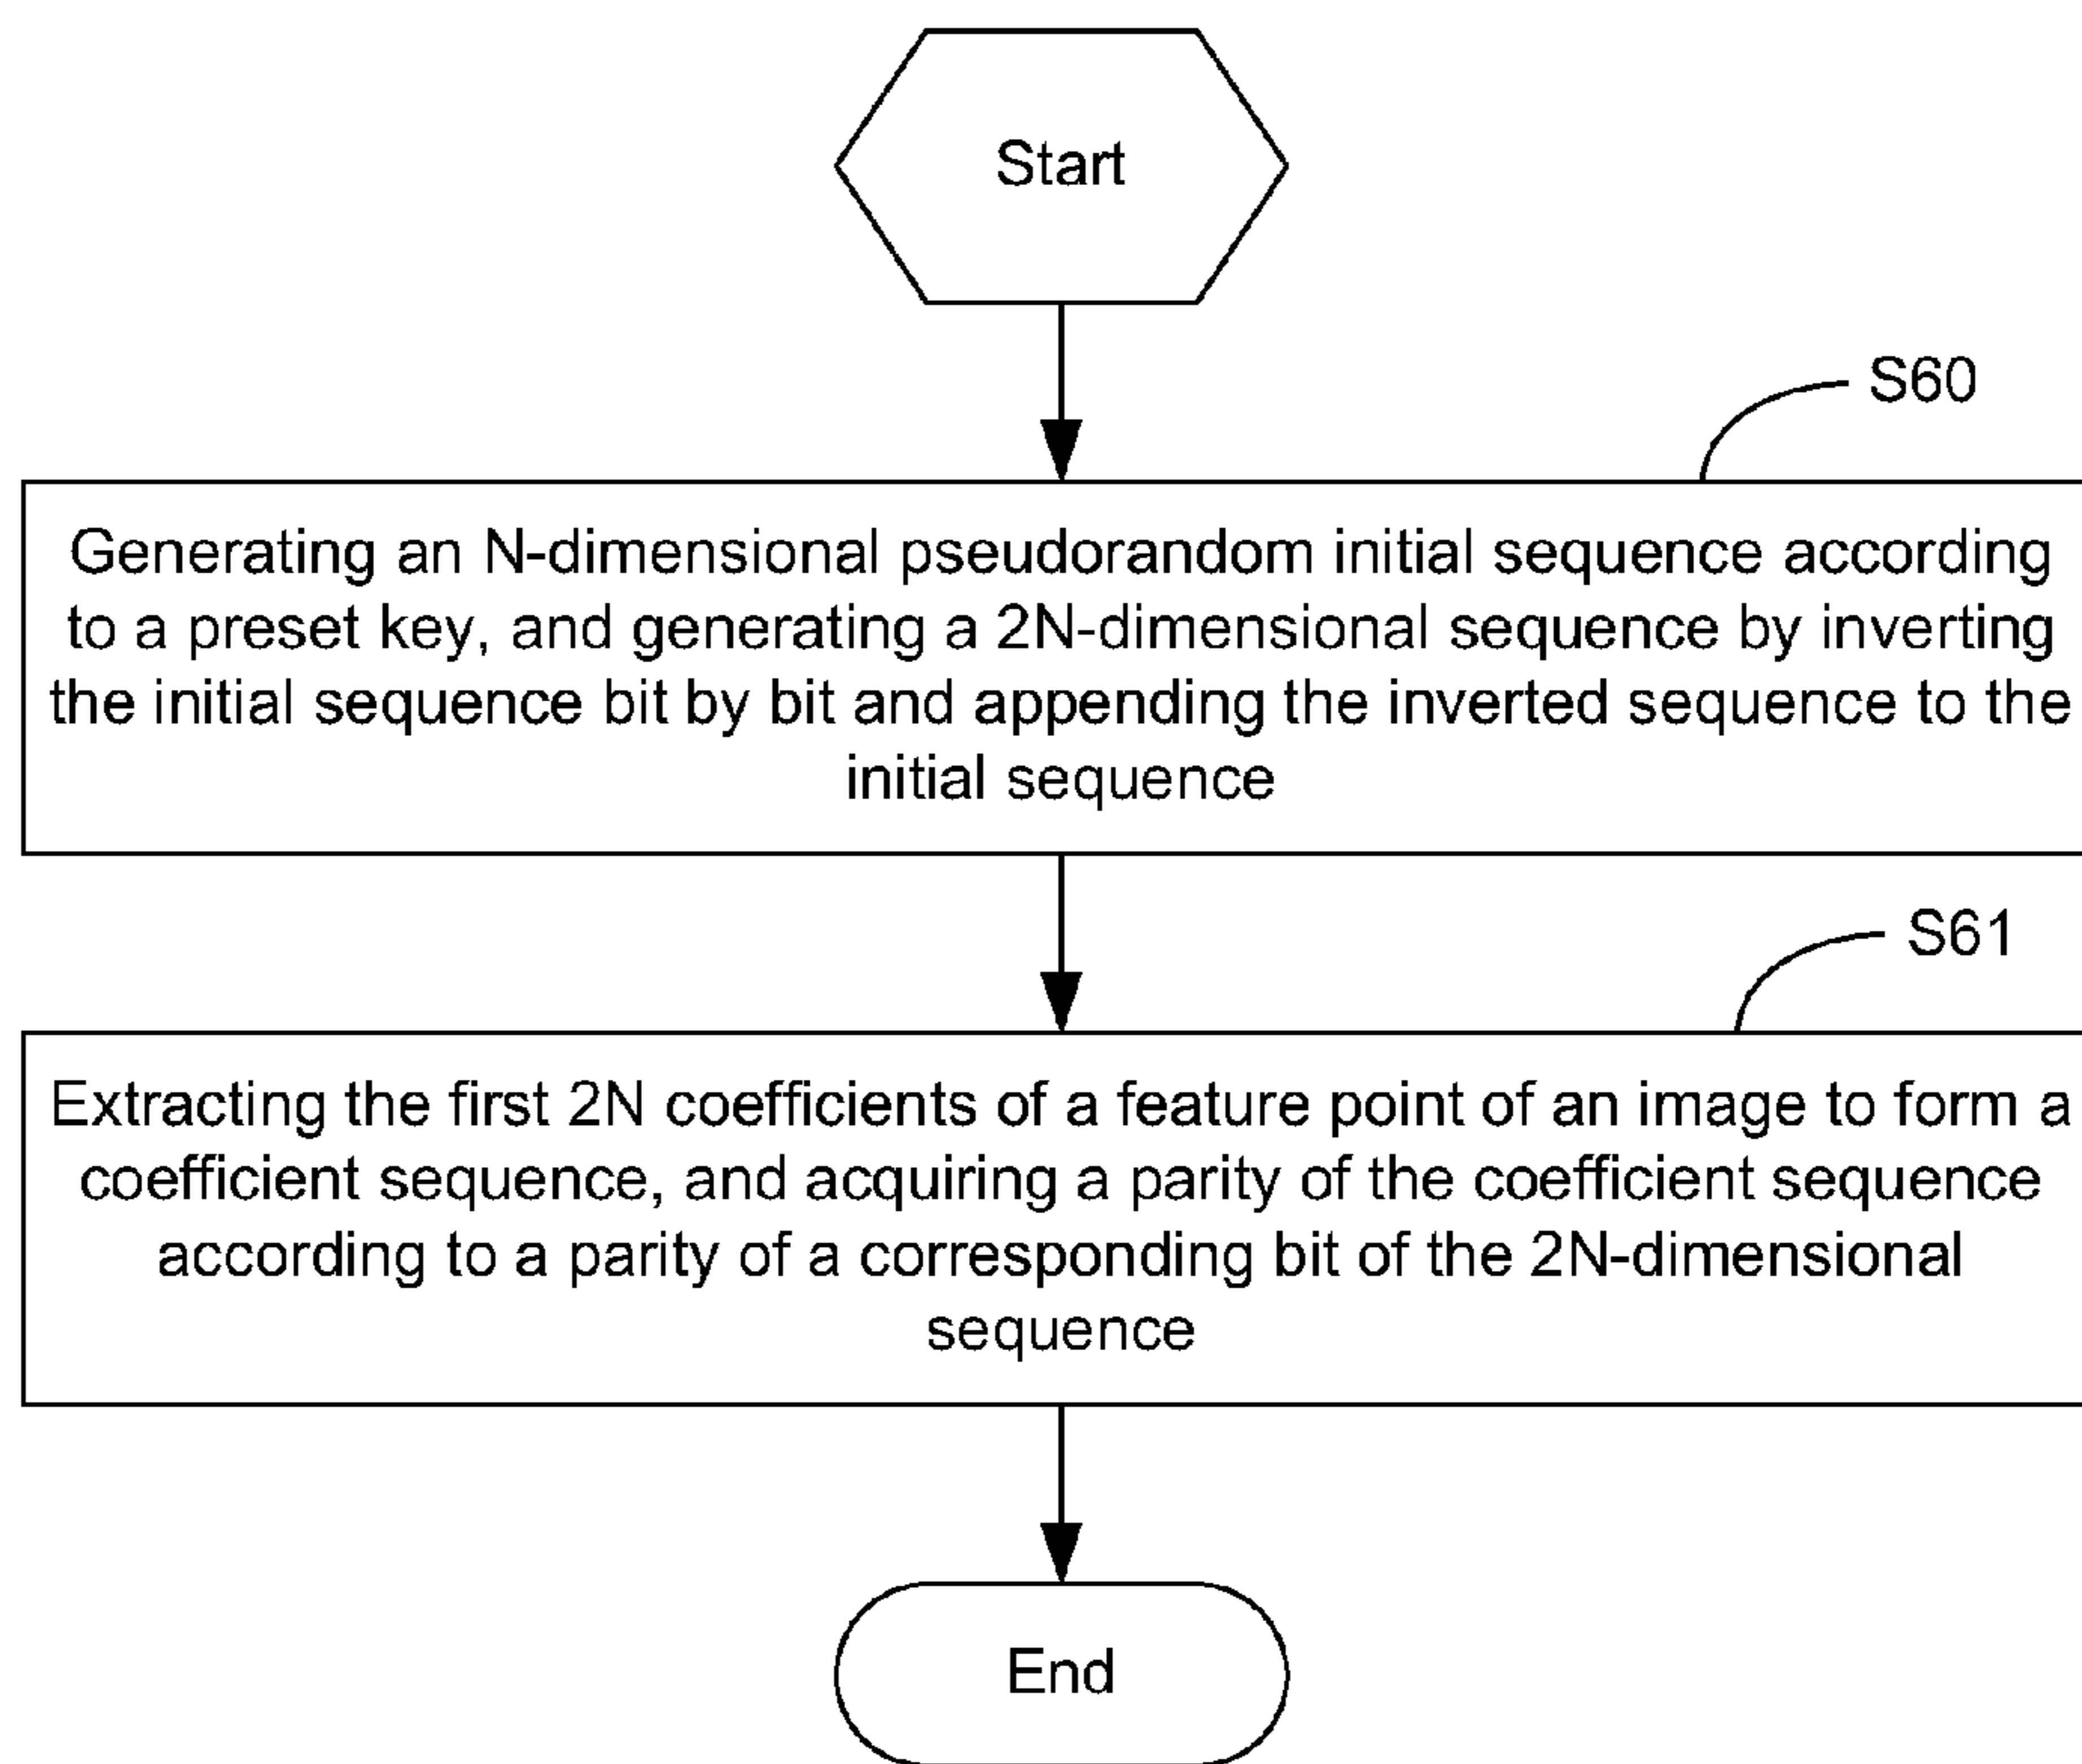 Start
S60
Generating an N-dimensional pseudorandom initial sequence according
to a preset key, and generating a 2N-dimensional sequence by inverting
the initial sequence bit by bit and appending the inverted sequence to the
initial sequence
S61
Extracting the first 2N coefficients of a feature point of an image to form a
coefficient sequence, and acquiring a parity of the coefficient sequence
according to a parity of a corresponding bit of the 2N-dimensional
sequence
End